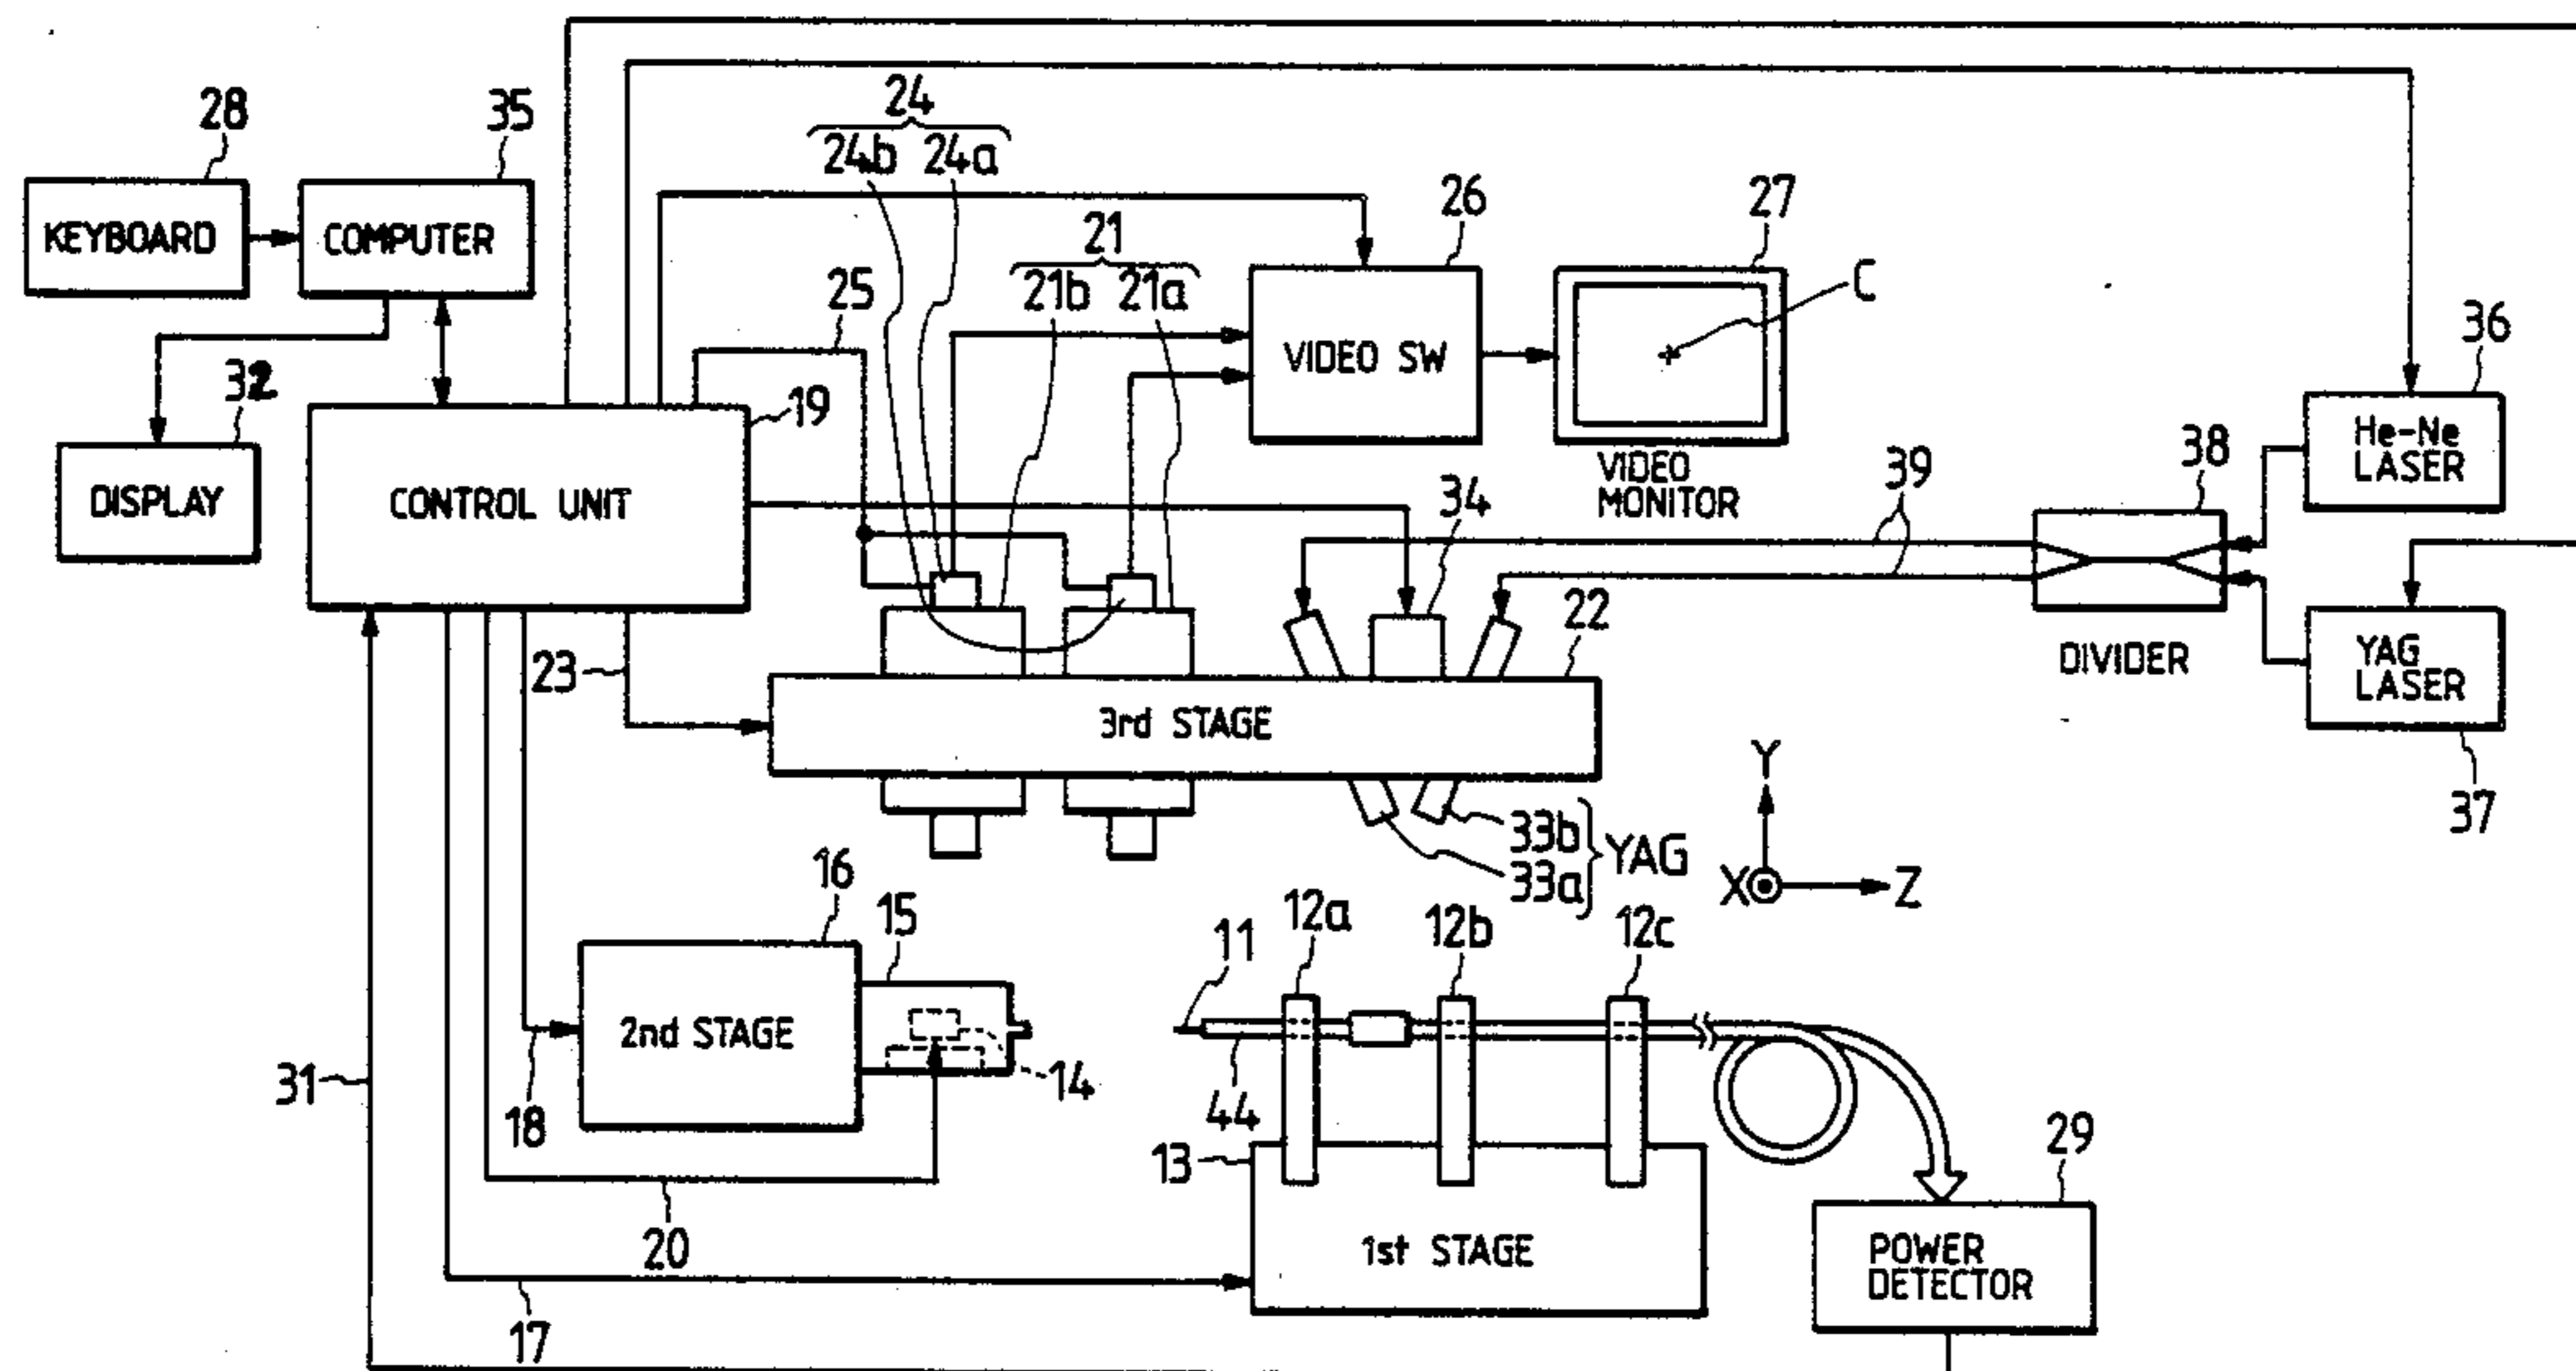 24
28
35
24b 24a
KEYBOARD
COMPUTER
26
27
21
21b 21a
25
C
VIDEO SW
36
32
19
He-Ne
LASER
VIDEO
MONITOR
38
39
34
DISPLAY
CONTROL UNIT
22
23
3rd STAGE
DIVIDER
YAG
LASER
37
Y
X
Z
33b
33a
YAG
16
15
12a
12b
12c
11
2nd STAGE
14
44
31
18
13
29
20
1st STAGE
POWER
DETECTOR
17